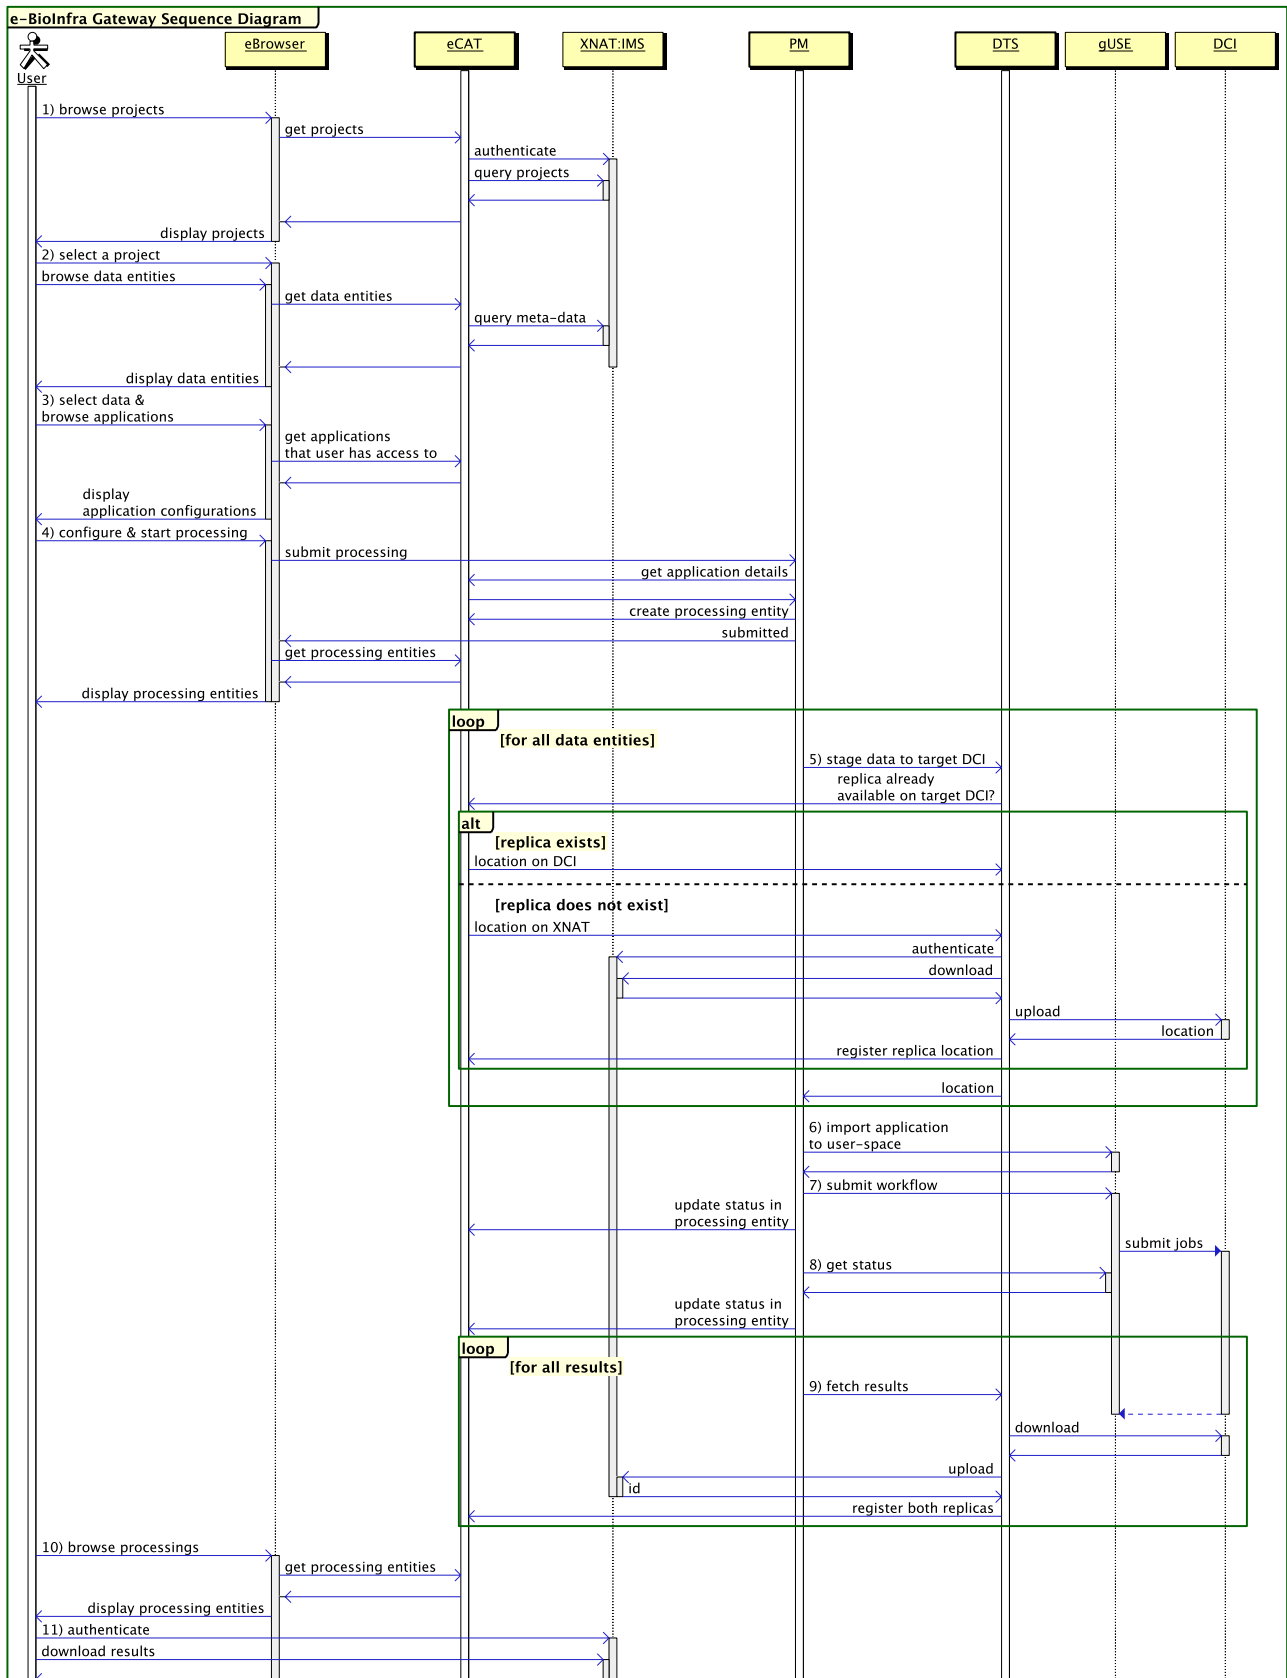 e-BioInfra Gateway Sequence Diagram
User
eBrowser
eCAT
XNAT:IMS
PM
DTS
gUSE
DCI
1) browse projects
get projects
authenticate
query projects
display projects
2) select a project
browse data entities
get data entities
query meta-data
display data entities
3) select data &
browse applications
get applications
that user has access to
display
application configurations
4) configure & start processing
submit processing
get application details
create processing entity
submitted
get processing entities
display processing entities
loop
[for all data entities]
5) stage data to target DCI
replica already
available on target DCI?
alt
[replica exists]
location on DCI
[replica does not exist]
location on XNAT
authenticate
download
upload
location
register replica location
location
6) import application
to user-space
7) submit workflow
update status in
processing entity
submit jobs
8) get status
update status in
processing entity
loop
[for all results]
9) fetch results
download
upload
id
register both replicas
10) browse processings
get processing entities
display processing entities
11) authenticate
download results